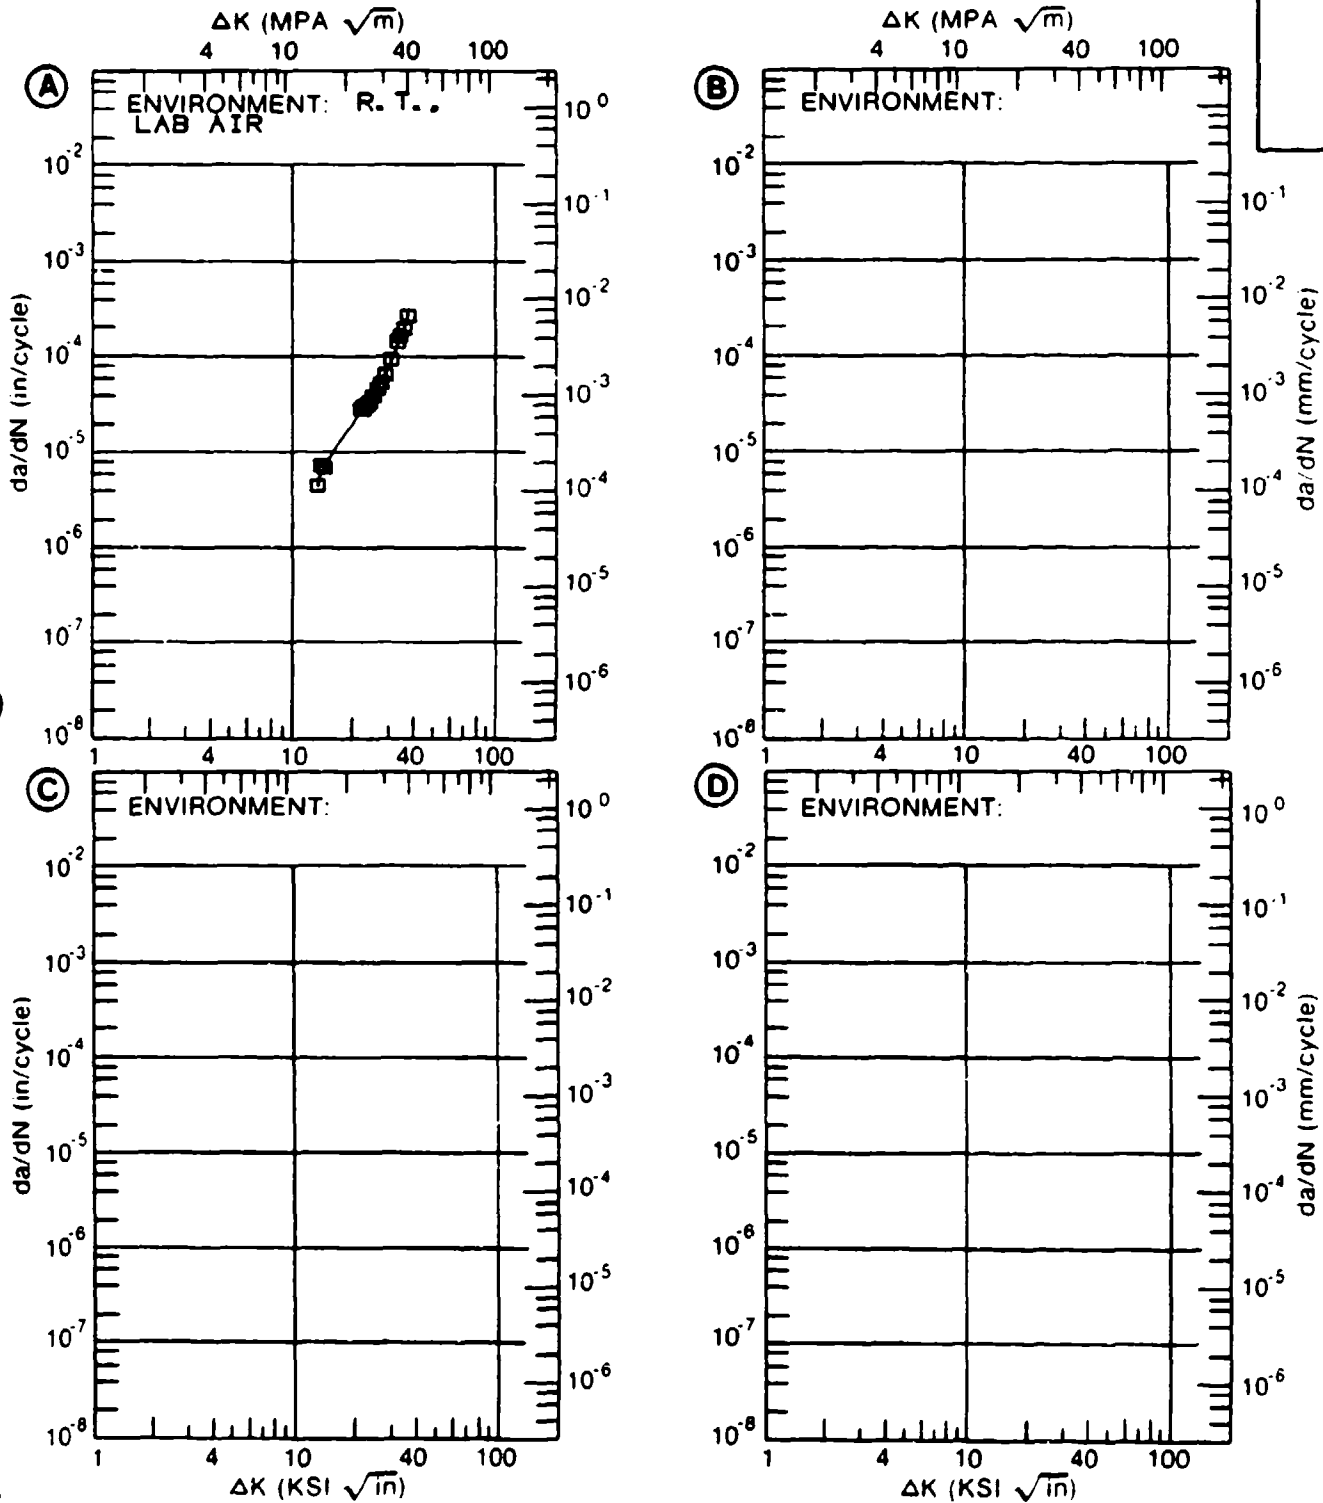 ΔK (MPA √m)
4 10 40 100
A
ENVIRONMENT: R.T.,
LAB AIR
10⁰
10⁻¹
10⁻²
10⁻³
10⁻⁴
10⁻⁵
10⁻⁶
10⁻²
10⁻³
10⁻⁴
10⁻⁵
10⁻⁶
10⁻⁷
10⁻⁸
da/dN (in/cycle)
1 4 10 40 100
ΔK (MPA √m)
4 10 40 100
B
ENVIRONMENT:
10⁻²
10⁻³
10⁻⁴
10⁻⁵
10⁻⁶
10⁻⁷
10⁻⁸
10⁻¹
10⁻²
10⁻³
10⁻⁴
10⁻⁵
10⁻⁶
da/dN (mm/cycle)
1 4 10 40 100
C
ENVIRONMENT:
10⁻²
10⁻³
10⁻⁴
10⁻⁵
10⁻⁶
10⁻⁷
10⁻⁸
da/dN (in/cycle)
10⁰
10⁻¹
10⁻²
10⁻³
10⁻⁴
10⁻⁵
10⁻⁶
1 4 10 40 100
ΔK (KSI √in)
D
ENVIRONMENT:
10⁻²
10⁻³
10⁻⁴
10⁻⁵
10⁻⁶
10⁻⁷
10⁻⁸
10⁰
10⁻¹
10⁻²
10⁻³
10⁻⁴
10⁻⁵
10⁻⁶
da/dN (mm/cycle)
1 4 10 40 100
ΔK (KSI √in)